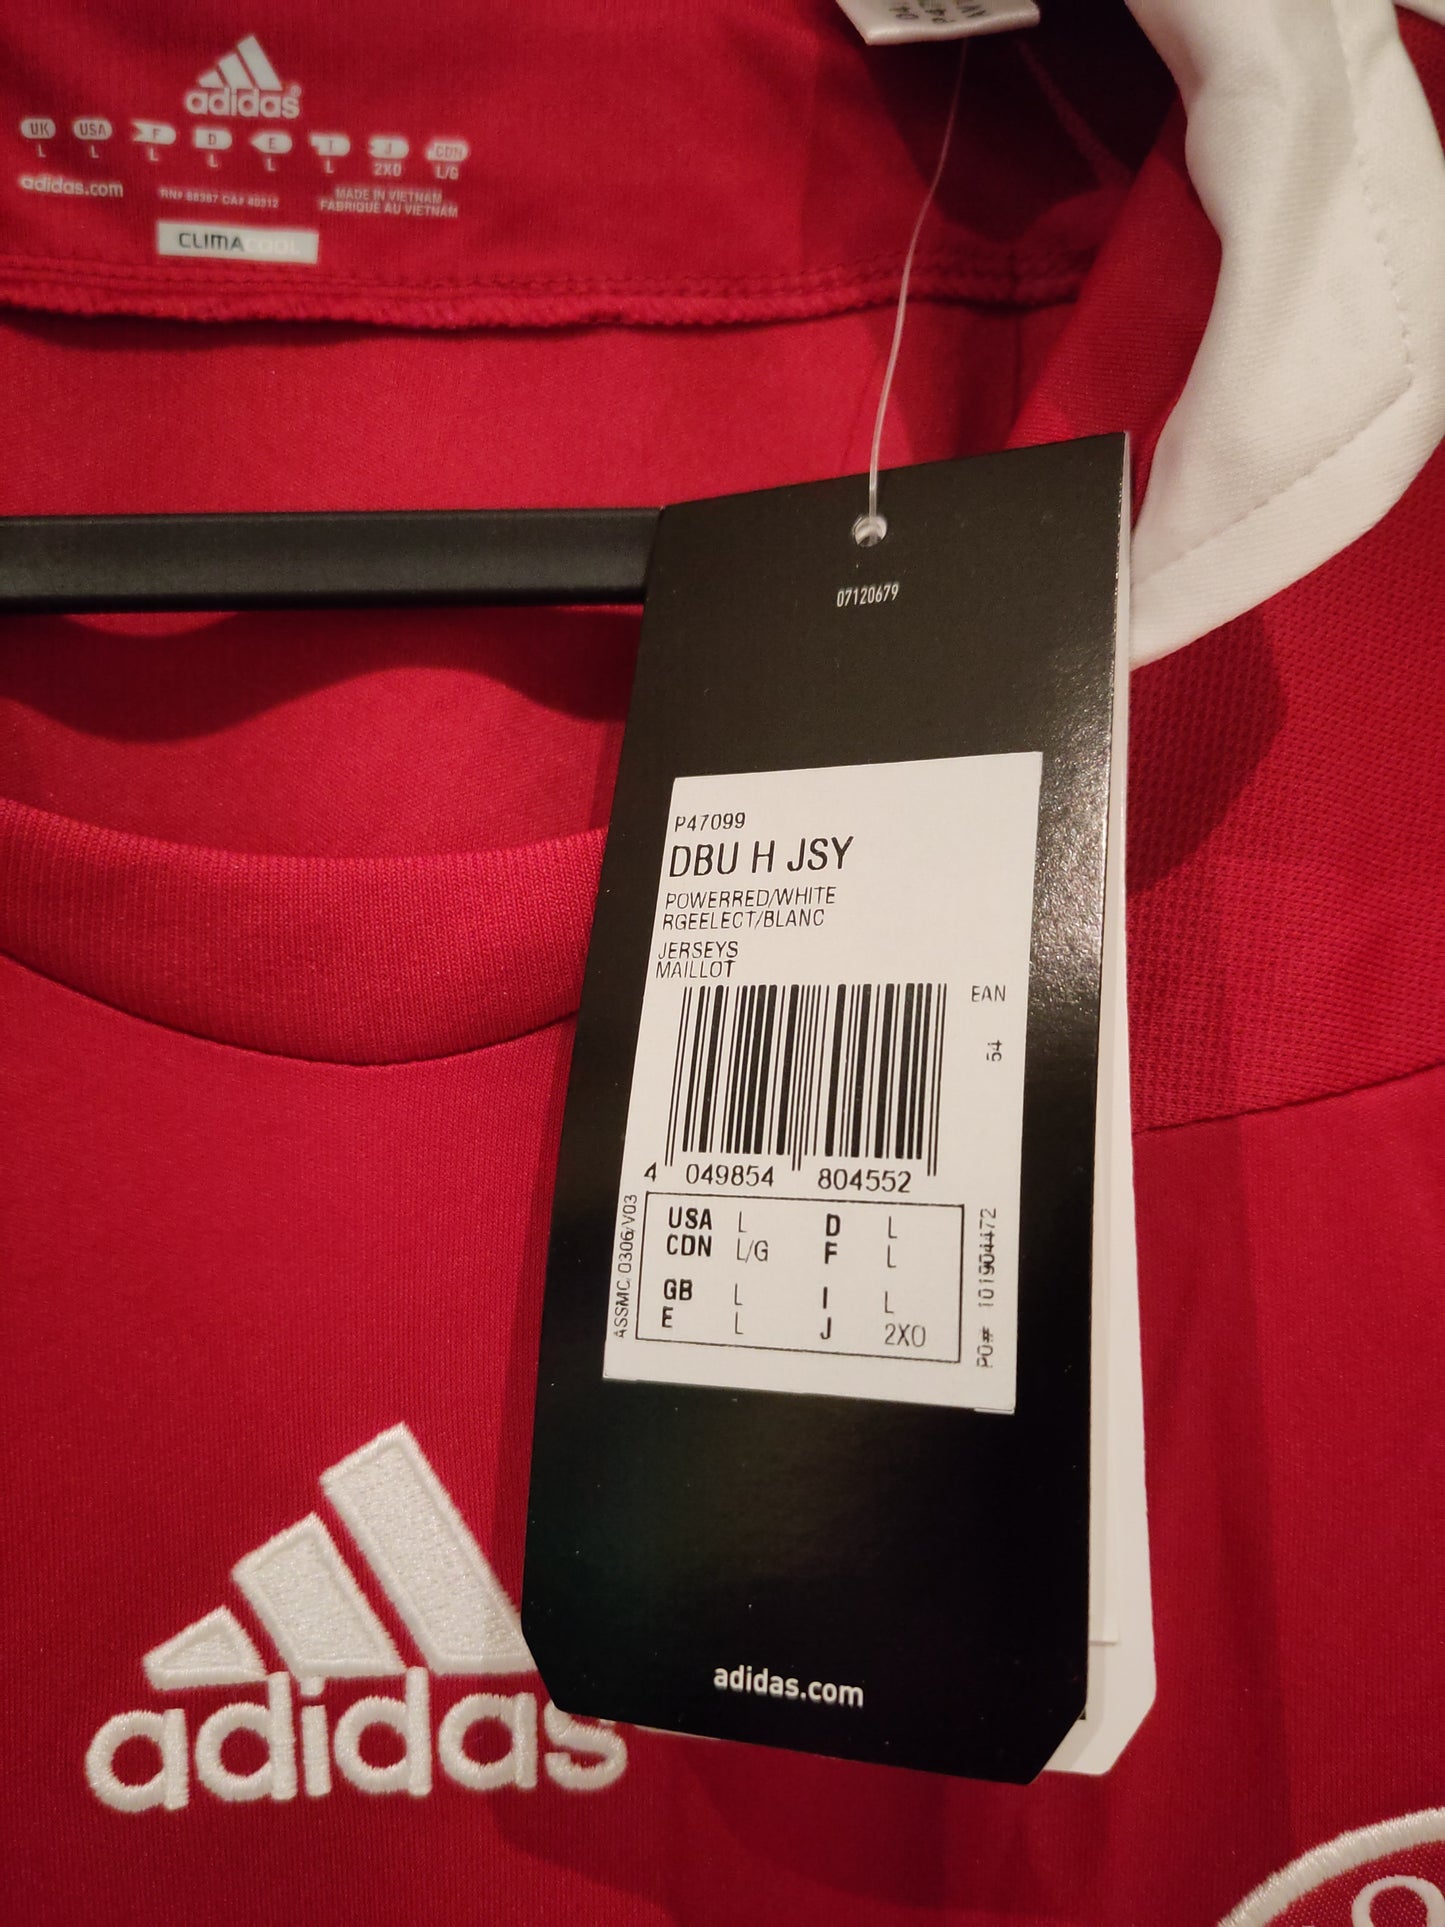 adidas
UK USA F D E I J CDN
L L L L L L 2XO L/G
adidas.com
RN# 88387 CA# 40312
MADE IN VIETNAM
FABRIQUÉ AU VIETNAM
CLIMACOOL
07120679
P47099
DBU H JSY
POWERRED/WHITE
RGEELECT/BLANC
JERSEYS
MAILLOT
EAN
54
4 049854 804552
ASSMC 0306/V03
USA L D L
CDN L/G F L
GB L I L
E L J 2XO
PO# 101904472
adidas.com
adidas